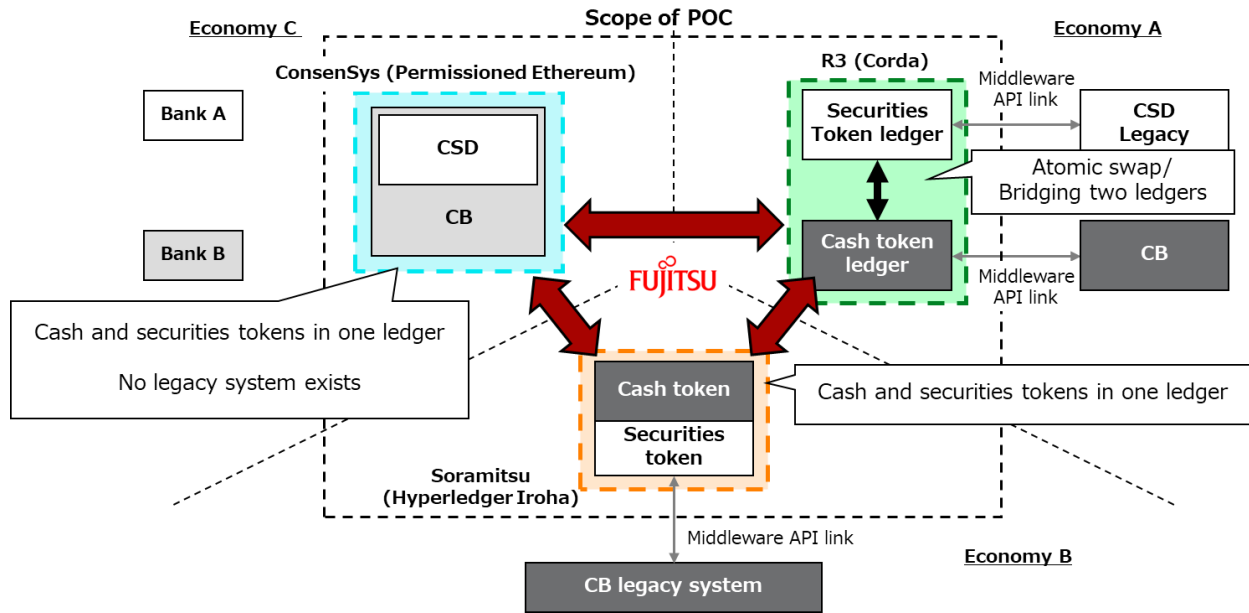 Scope of POC
Economy C
Economy A
ConsenSys (Permissioned Ethereum)
R3 (Corda)
Bank A
CSD
CB
Bank B
Securities
Token ledger
Middleware
API link
CSD
Legacy
Atomic swap/
Bridging two ledgers
Cash token
ledger
Middleware
API link
CB
FUJITSU
Cash and securities tokens in one ledger
No legacy system exists
Cash token
Securities
token
Cash and securities tokens in one ledger
Soramitsu
(Hyperledger Iroha)
Middleware API link
Economy B
CB legacy system